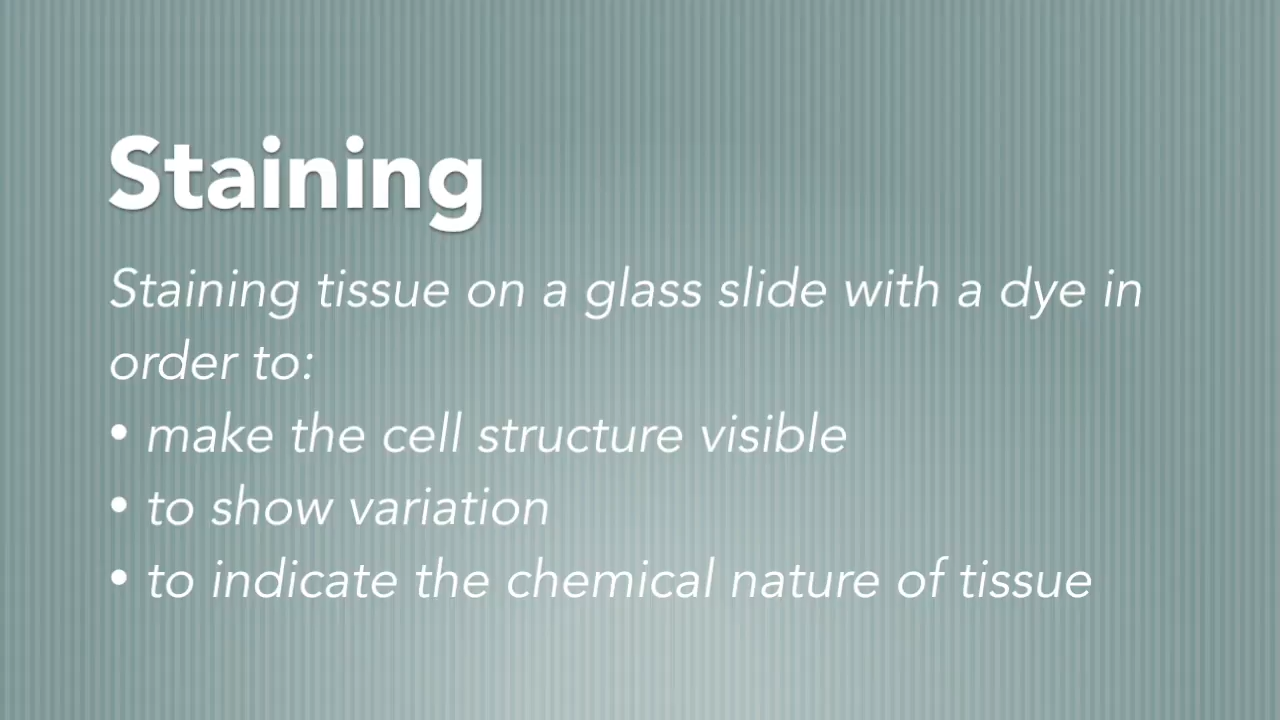 Staining
Staining tissue on a glass slide with a dye in
order to:
• make the cell structure visible
• to show variation
• to indicate the chemical nature of tissue